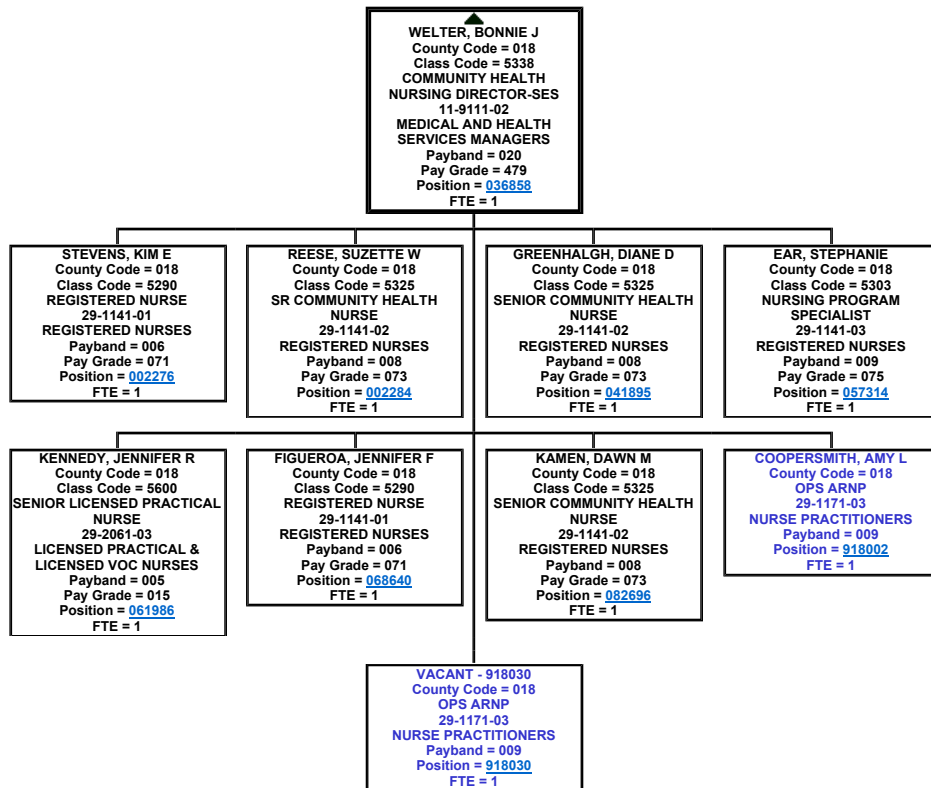 WELTER, BONNIE J
County Code = 018
Class Code = 5338
COMMUNITY HEALTH
NURSING DIRECTOR-SES
11-9111-02
MEDICAL AND HEALTH
SERVICES MANAGERS
Payband = 020
Pay Grade = 479
Position = 036858
FTE = 1
STEVENS, KIM E
County Code = 018
Class Code = 5290
REGISTERED NURSE
29-1141-01
REGISTERED NURSES
Payband = 006
Pay Grade = 071
Position = 002276
FTE = 1
REESE, SUZETTE W
County Code = 018
Class Code = 5325
SR COMMUNITY HEALTH
NURSE
29-1141-02
REGISTERED NURSES
Payband = 008
Pay Grade = 073
Position = 002284
FTE = 1
GREENHALGH, DIANE D
County Code = 018
Class Code = 5325
SENIOR COMMUNITY HEALTH
NURSE
29-1141-02
REGISTERED NURSES
Payband = 008
Pay Grade = 073
Position = 041895
FTE = 1
EAR, STEPHANIE
County Code = 018
Class Code = 5303
NURSING PROGRAM
SPECIALIST
29-1141-03
REGISTERED NURSES
Payband = 009
Pay Grade = 075
Position = 057314
FTE = 1
KENNEDY, JENNIFER R
County Code = 018
Class Code = 5600
SENIOR LICENSED PRACTICAL
NURSE
29-2061-03
LICENSED PRACTICAL &
LICENSED VOC NURSES
Payband = 005
Pay Grade = 015
Position = 061986
FTE = 1
FIGUEROA, JENNIFER F
County Code = 018
Class Code = 5290
REGISTERED NURSE
29-1141-01
REGISTERED NURSES
Payband = 006
Pay Grade = 071
Position = 068640
FTE = 1
KAMEN, DAWN M
County Code = 018
Class Code = 5325
SENIOR COMMUNITY HEALTH
NURSE
29-1141-02
REGISTERED NURSES
Payband = 008
Pay Grade = 073
Position = 082696
FTE = 1
COOPERSMITH, AMY L
County Code = 018
OPS ARNP
29-1171-03
NURSE PRACTITIONERS
Payband = 009
Position = 918002
FTE = 1
VACANT - 918030
County Code = 018
OPS ARNP
29-1171-03
NURSE PRACTITIONERS
Payband = 009
Position = 918030
FTE = 1